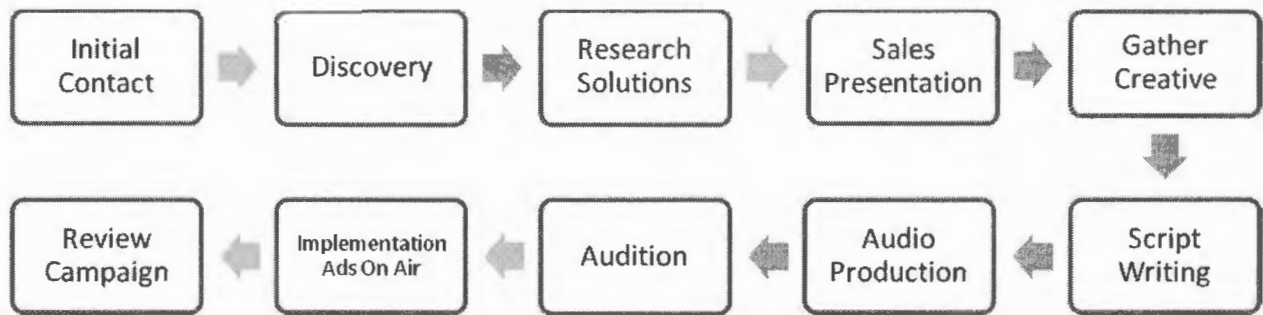 Initial
Contact
Discovery
Research
Solutions
Sales
Presentation
Gather
Creative
Script
Writing
Audio
Production
Audition
Implementation
Ads On Air
Review
Campaign